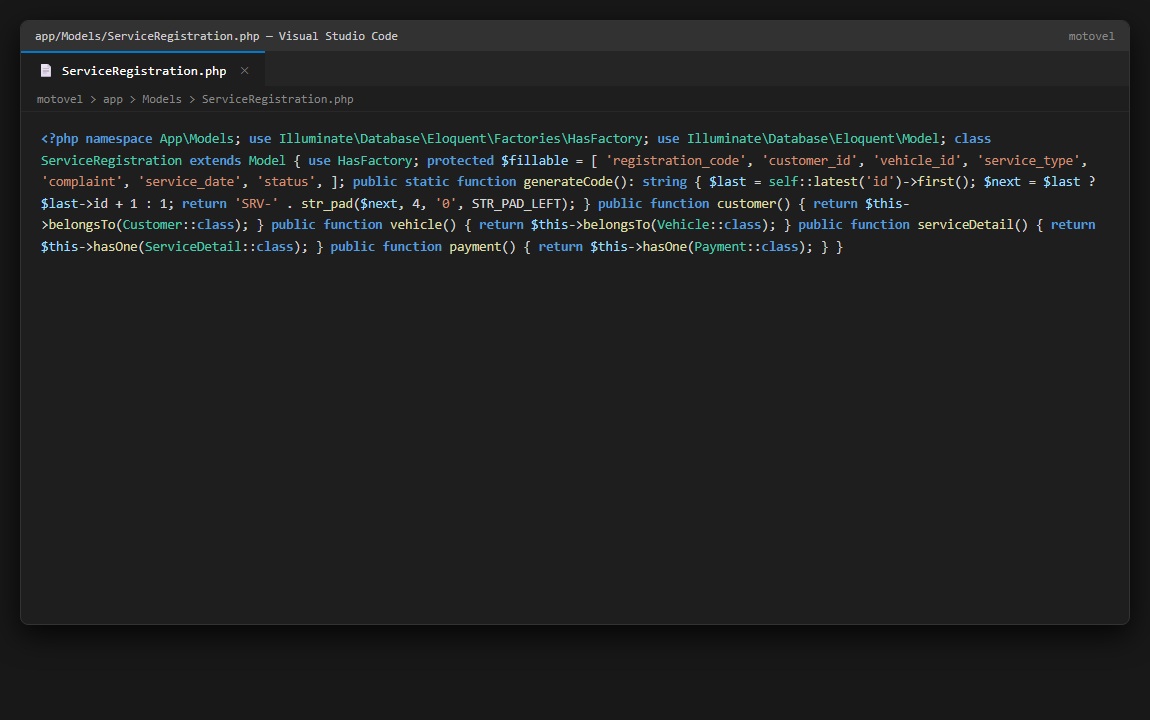 app/Models/ServiceRegistration.php — Visual Studio Code
motovel
ServiceRegistration.php ×
motovel > app > Models > ServiceRegistration.php
<?php namespace App\Models; use Illuminate\Database\Eloquent\Factories\HasFactory; use Illuminate\Database\Eloquent\Model; class
ServiceRegistration extends Model { use HasFactory; protected $fillable = [ 'registration_code', 'customer_id', 'vehicle_id', 'service_type',
'complaint', 'service_date', 'status', ]; public static function generateCode(): string { $last = self::latest('id')->first(); $next = $last ?
$last->id + 1 : 1; return 'SRV-' . str_pad($next, 4, '0', STR_PAD_LEFT); } public function customer() { return $this-
>belongsTo(Customer::class); } public function vehicle() { return $this->belongsTo(Vehicle::class); } public function serviceDetail() { return
$this->hasOne(ServiceDetail::class); } public function payment() { return $this->hasOne(Payment::class); } }